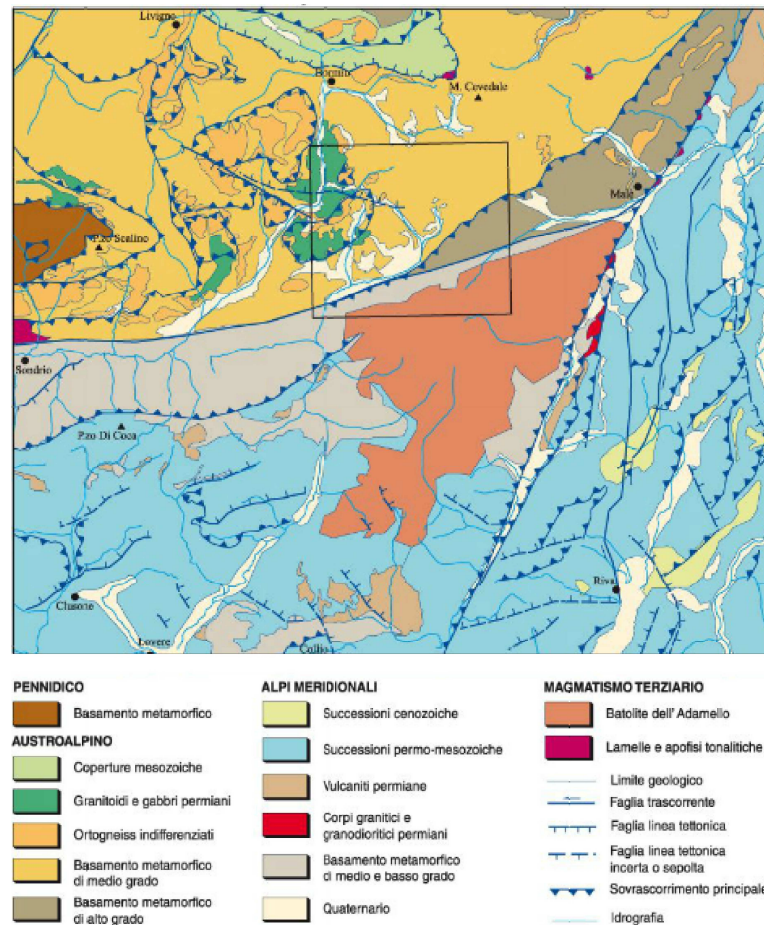 Livigno
Bormio
M. Cevedale
Malè
P.zo Scalino
Sondrio
P.zo Di Coca
Riva
Clusone
Lovere
Collio
PENNIDICO
Basamento metamorfico
AUSTROALPINO
Coperture mesozoiche
Granitoidi e gabbri permiani
Ortogneiss indifferenziati
Basamento metamorfico
di medio grado
Basamento metamorfico
di alto grado
ALPI MERIDIONALI
Successioni cenozoiche
Successioni permo-mesozoiche
Vulcaniti permiane
Corpi granitici e
granodioritici permiani
Basamento metamorfico
di medio e basso grado
Quaternario
MAGMATISMO TERZIARIO
Batolite dell' Adamello
Lamelle e apofisi tonalitiche
Limite geologico
Faglia trascorrente
Faglia linea tettonica
Faglia linea tettonica
incerta o sepolta
Sovrascorrimento principale
Idrografia